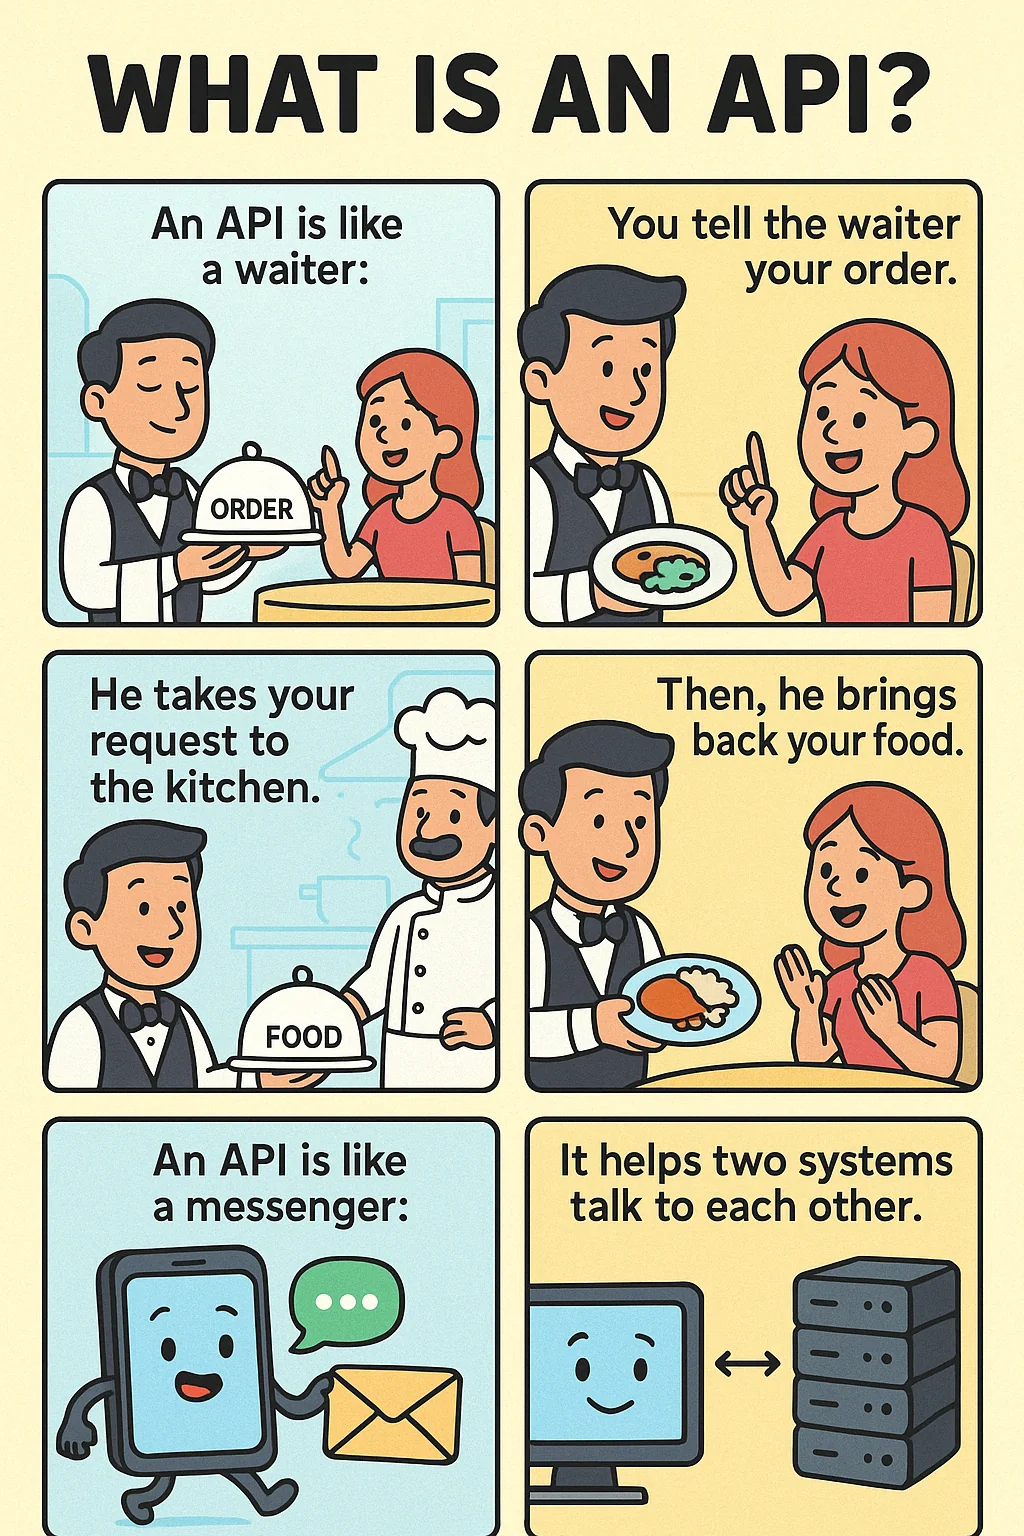 WHAT IS AN API?
An API is like
a waiter:
ORDER
You tell the waiter
your order.
He takes your
request to
the kitchen.
FOOD
Then, he brings
back your food.
An API is like
a messenger:
It helps two systems
talk to each other.